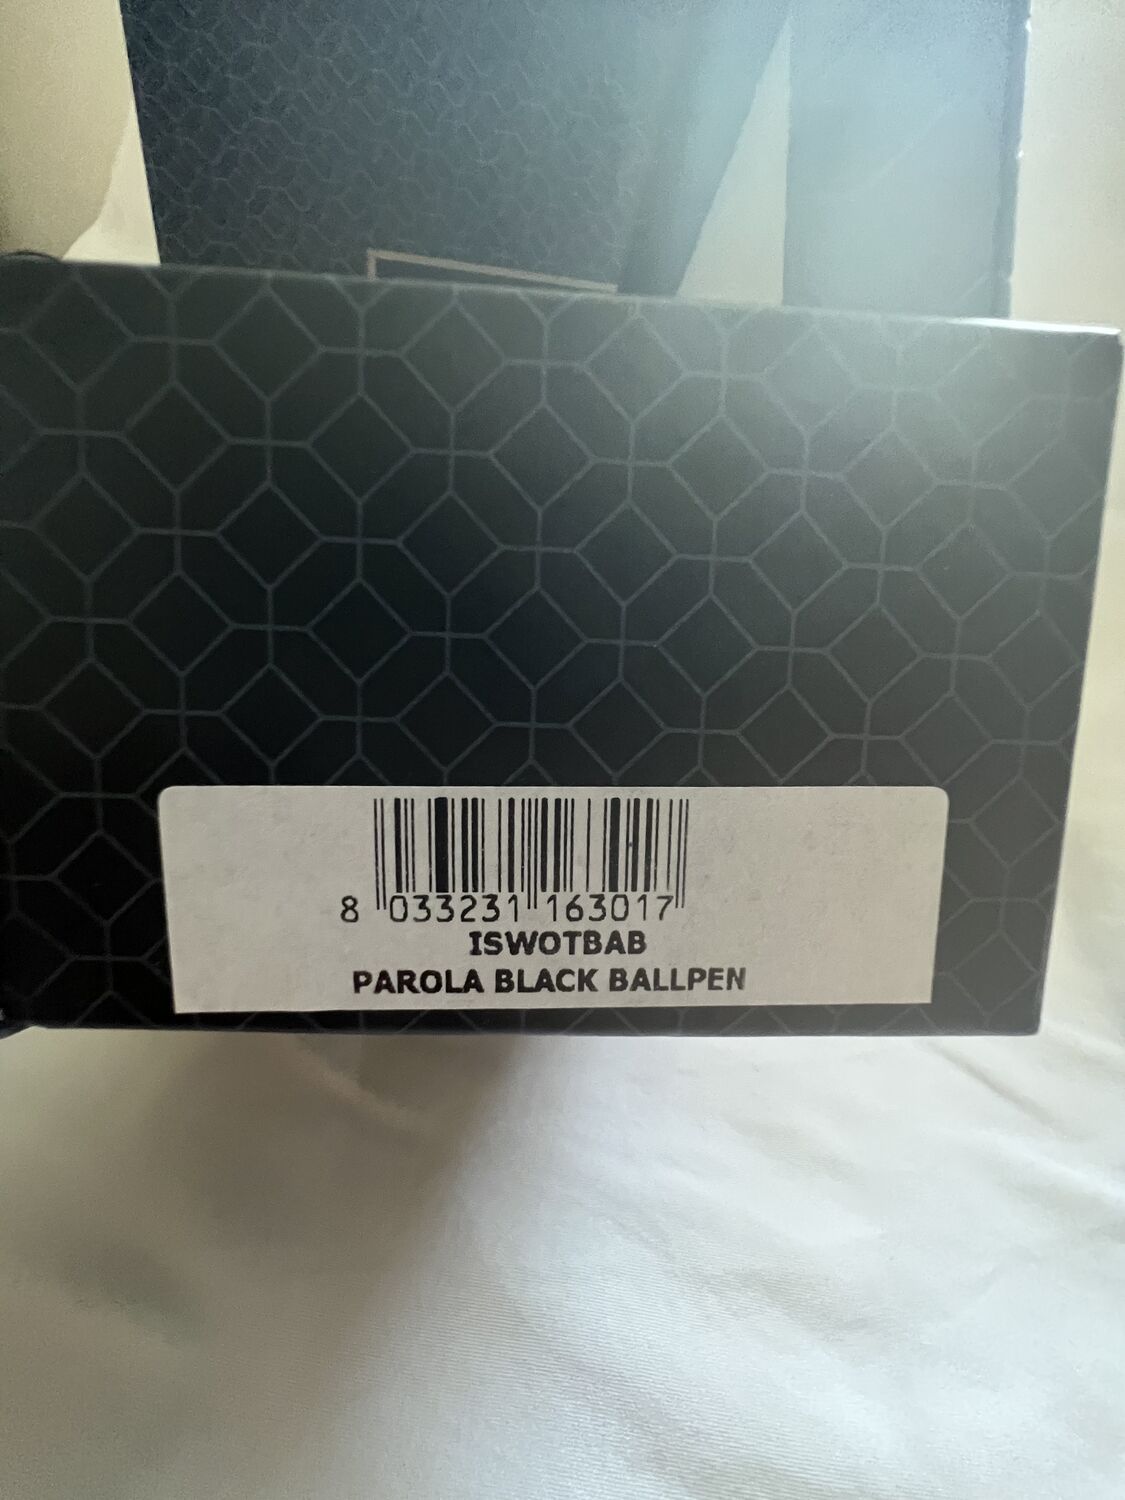 8 033231 163017
ISWOTBAB
PAROLA BLACK BALLPEN